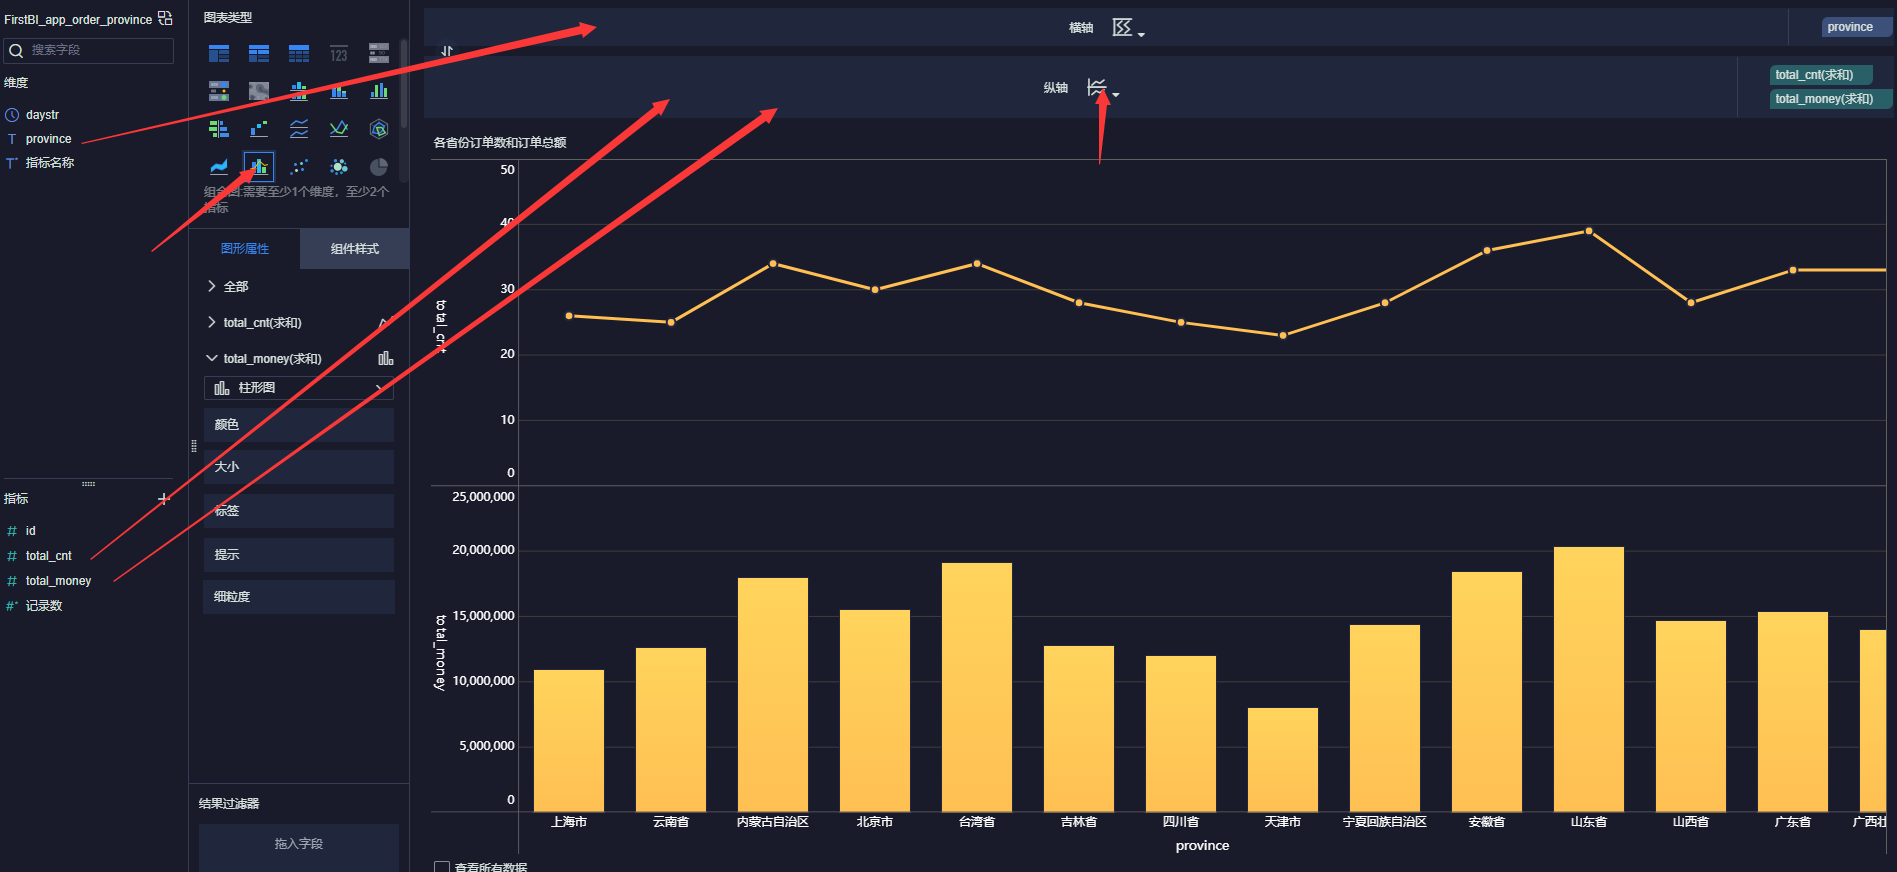 FirstBI_app_order_province
搜索字段
维度
daystr
T province
T* 指标名称
指标
# id
# total_cnt
# total_money
#* 记录数
图表类型
123
组合图:需要至少1个维度，至少2个
指标
图形属性
组件样式
全部
total_cnt(求和)
total_money(求和)
柱形图
颜色
大小
标签
提示
细粒度
结果过滤器
拖入字段
横轴
province
纵轴
total_cnt(求和)
total_money(求和)
各省份订单数和订单总额
50
40
30
20
10
0
total_cnt
25,000,000
20,000,000
15,000,000
10,000,000
5,000,000
0
total_money
上海市
云南省
内蒙古自治区
北京市
台湾省
吉林省
四川省
天津市
宁夏回族自治区
安徽省
山东省
山西省
广东省
广西壮
province
查看所有数据